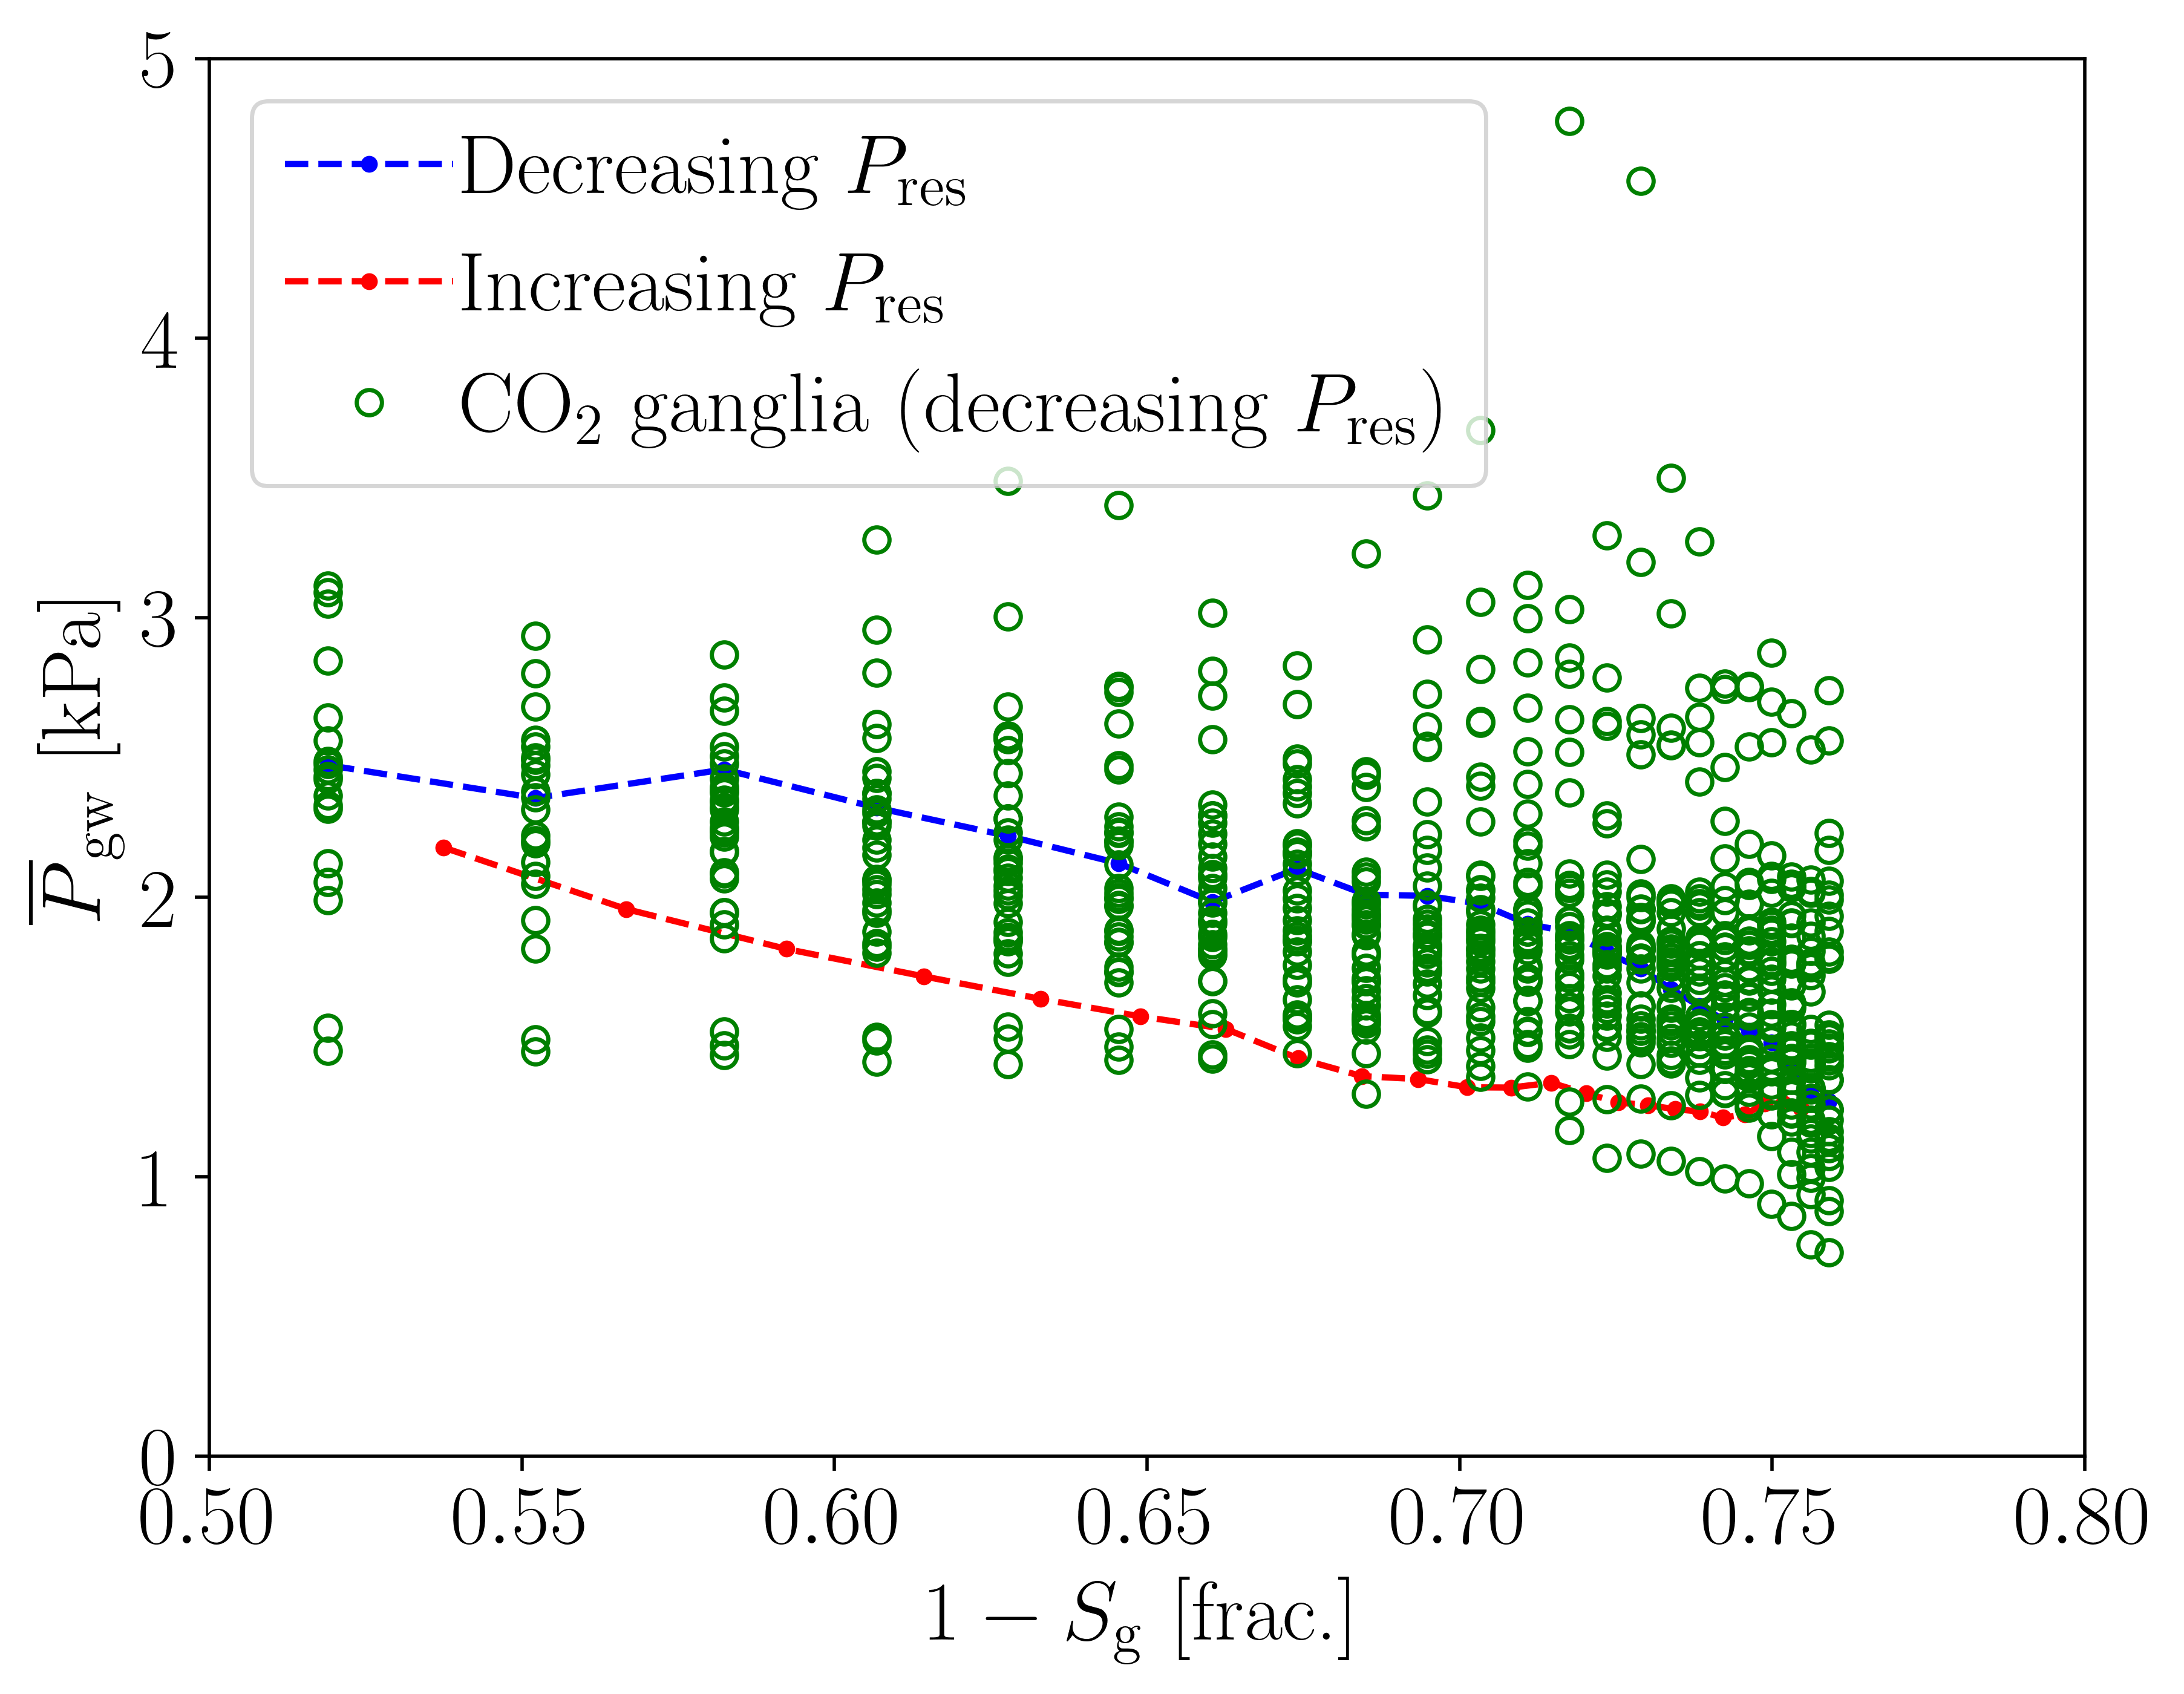 5
4
3
2
1
0
P̅gw [kPa]
Decreasing Pres
Increasing Pres
CO2 ganglia (decreasing Pres)
0.50 0.55 0.60 0.65 0.70 0.75 0.80
1 − Sg [frac.]